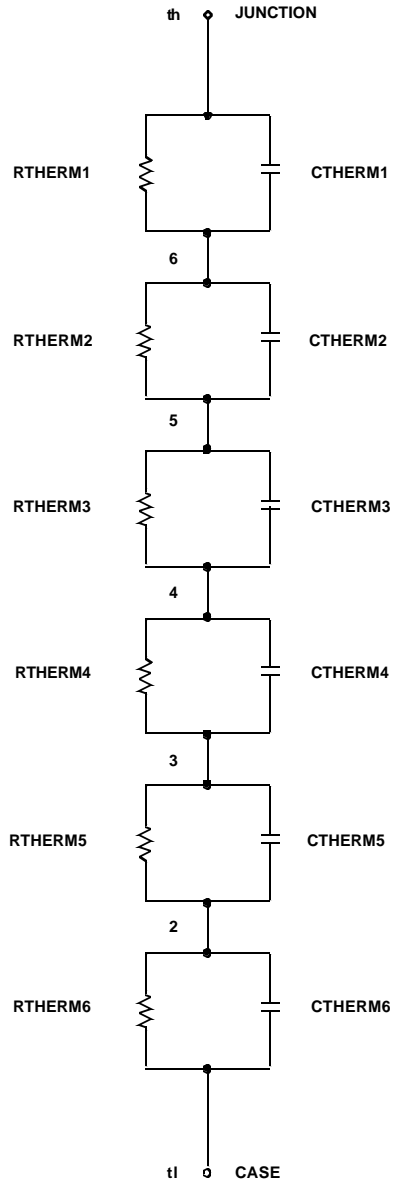 th JUNCTION
RTHERM1 CTHERM1
6
RTHERM2 CTHERM2
5
RTHERM3 CTHERM3
4
RTHERM4 CTHERM4
3
RTHERM5 CTHERM5
2
RTHERM6 CTHERM6
tl CASE